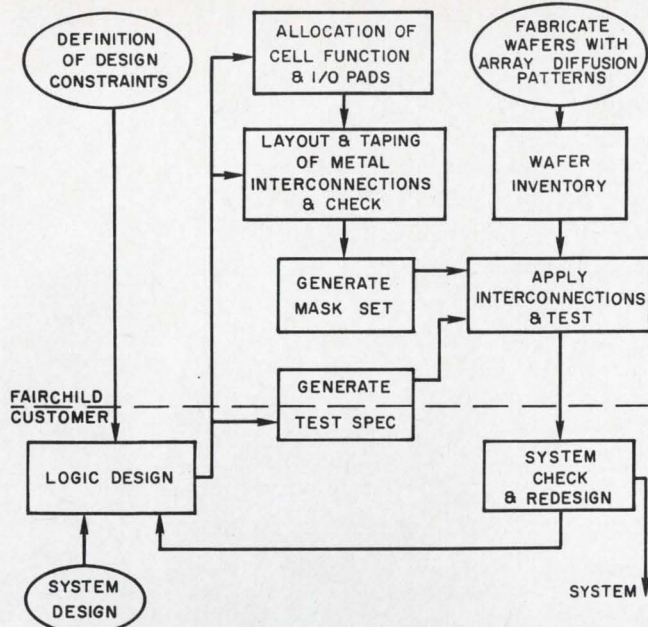 DEFINITION
OF DESIGN
CONSTRAINTS
ALLOCATION OF
CELL FUNCTION
& I/O PADS
FABRICATE
WAFERS WITH
ARRAY DIFFUSION
PATTERNS
LAYOUT & TAPING
OF METAL
INTERCONNECTIONS
& CHECK
WAFER
INVENTORY
GENERATE
MASK SET
APPLY
INTERCONNECTIONS
& TEST
GENERATE
TEST SPEC
FAIRCHILD
CUSTOMER
LOGIC DESIGN
SYSTEM
CHECK
& REDESIGN
SYSTEM
DESIGN
SYSTEM